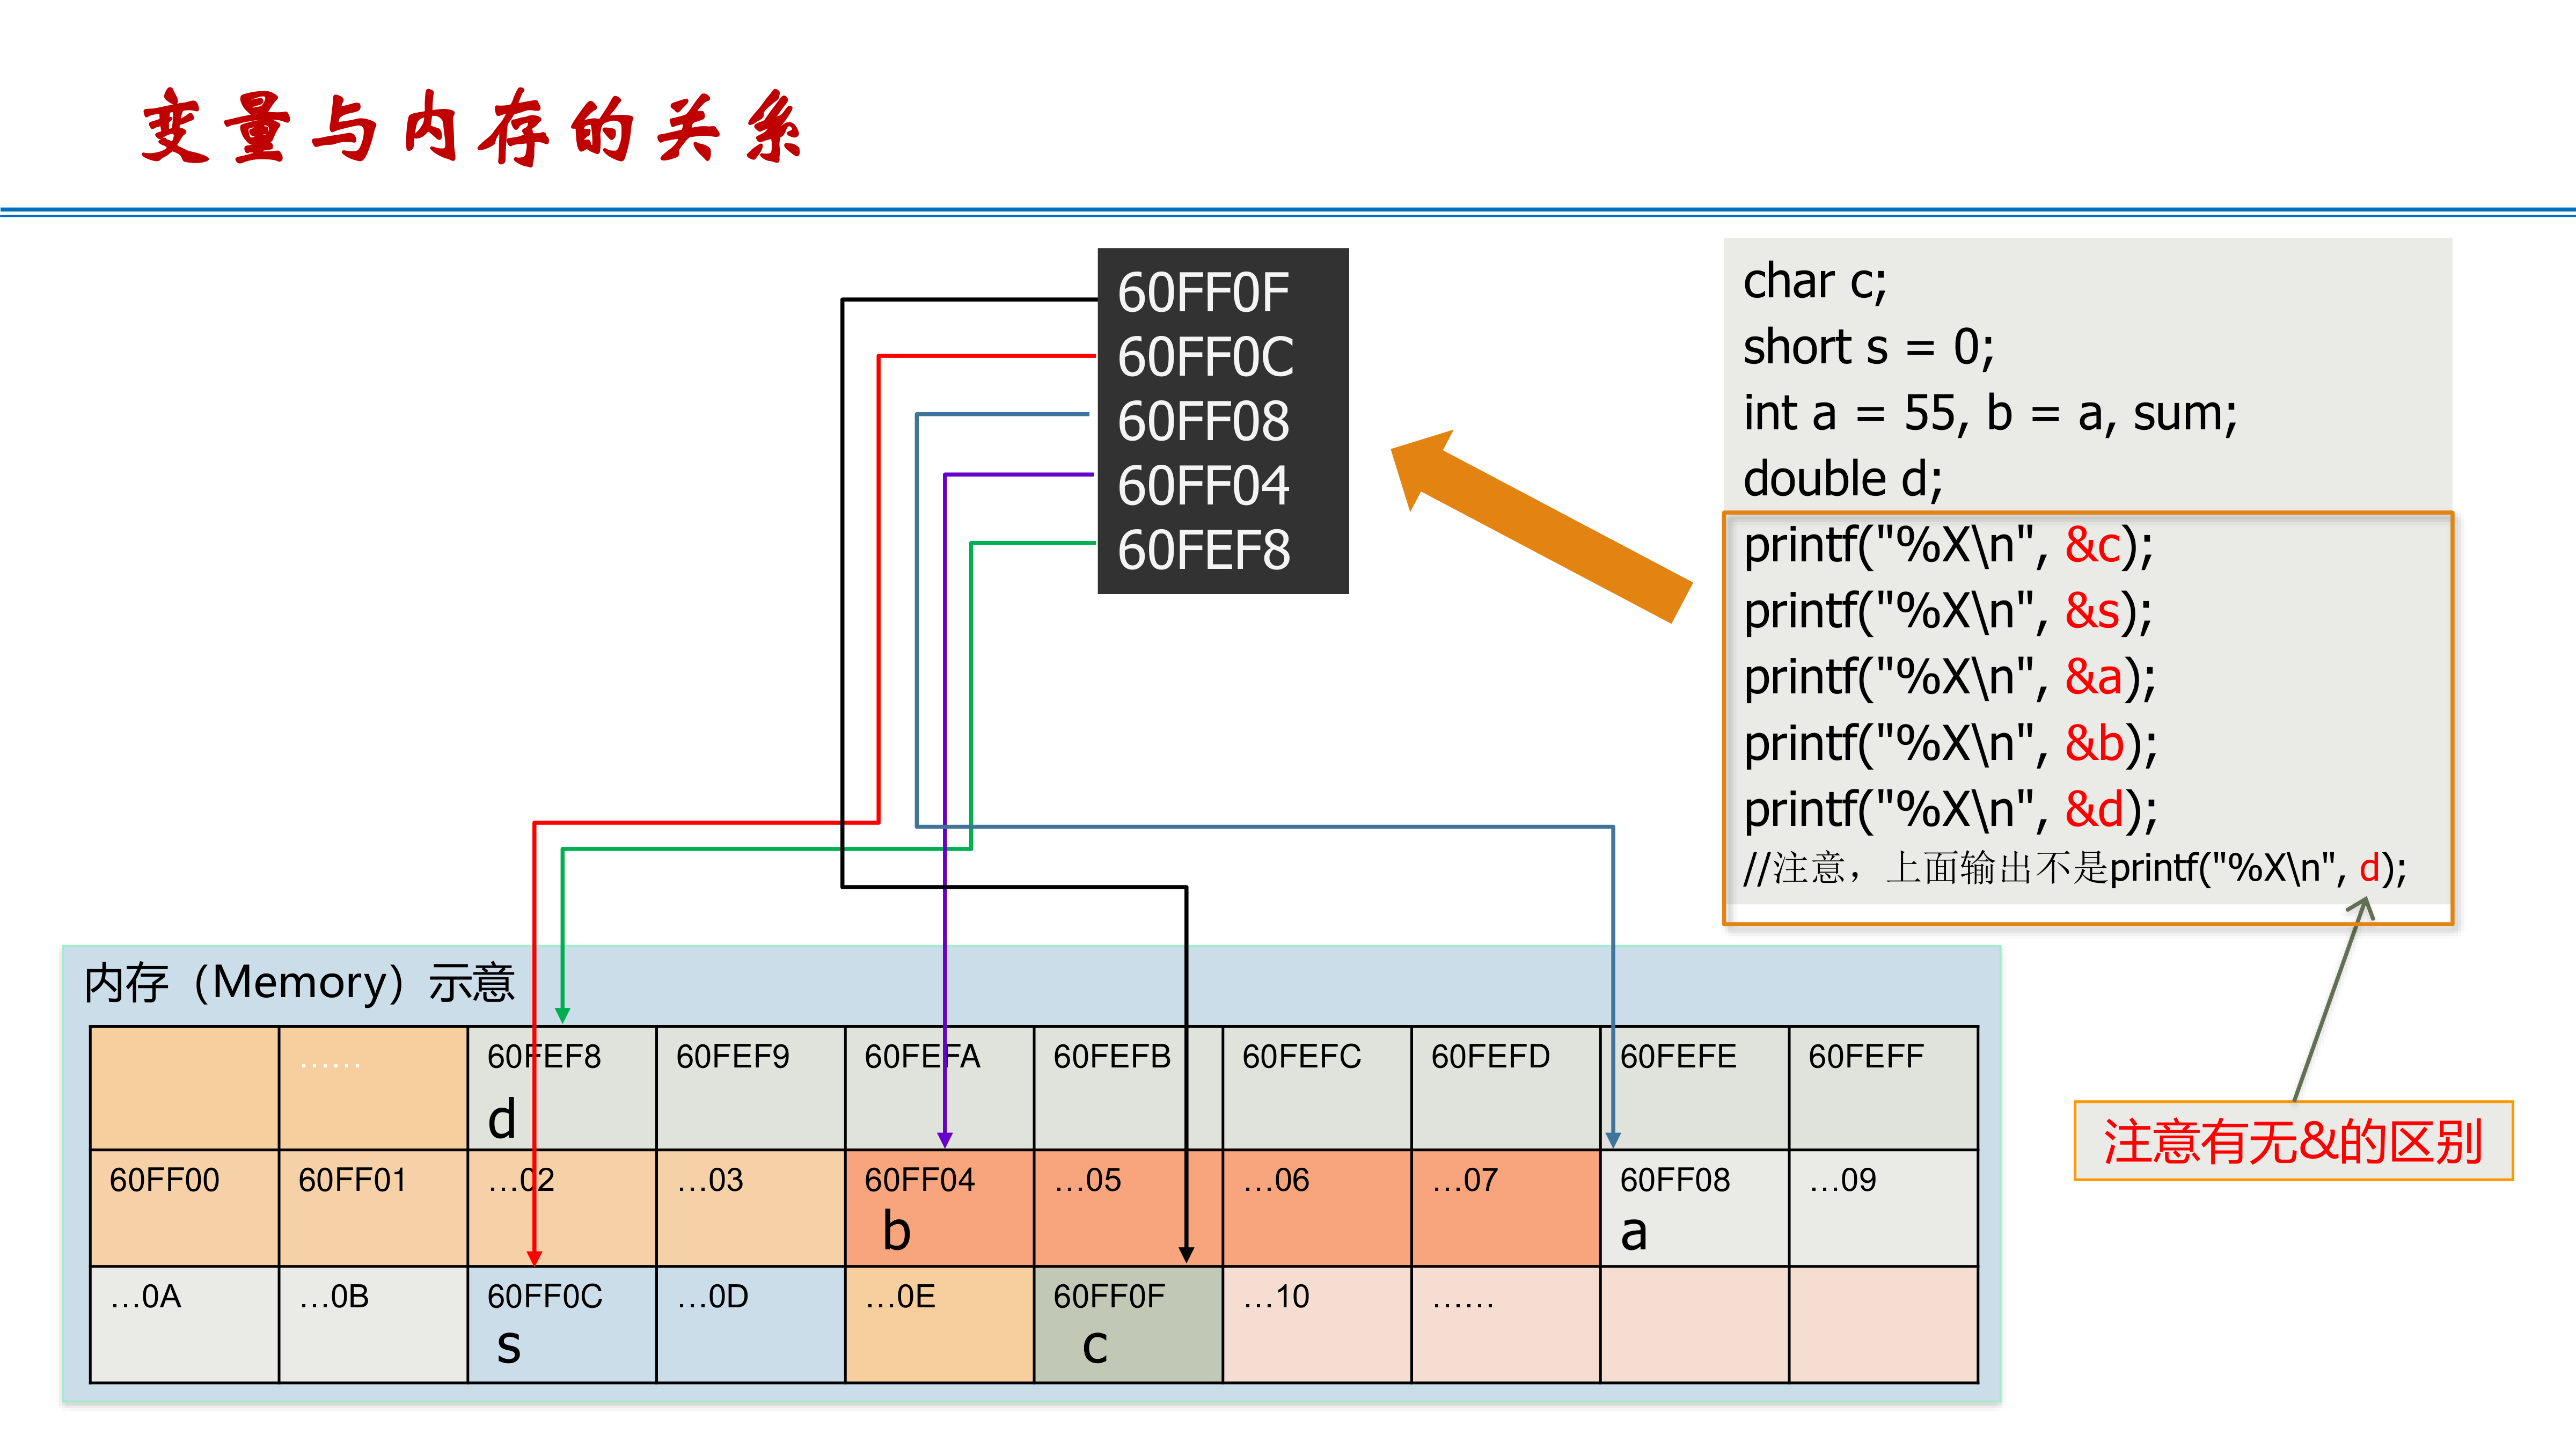 变量与内存的关系
60FF0F
60FF0C
60FF08
60FF04
60FEF8
char c;
short s = 0;
int a = 55, b = a, sum;
double d;
printf("%X\n", &c);
printf("%X\n", &s);
printf("%X\n", &a);
printf("%X\n", &b);
printf("%X\n", &d);
//注意，上面输出不是printf("%X\n", d);
注意有无&的区别
内存（Memory）示意
…… 60FEF8 60FEF9 60FEFA 60FEFB 60FEFC 60FEFD 60FEFE 60FEFF
d
60FF00 60FF01 …02 …03 60FF04 …05 …06 …07 60FF08 …09
b a
…0A …0B 60FF0C …0D …0E 60FF0F …10 ……
s c